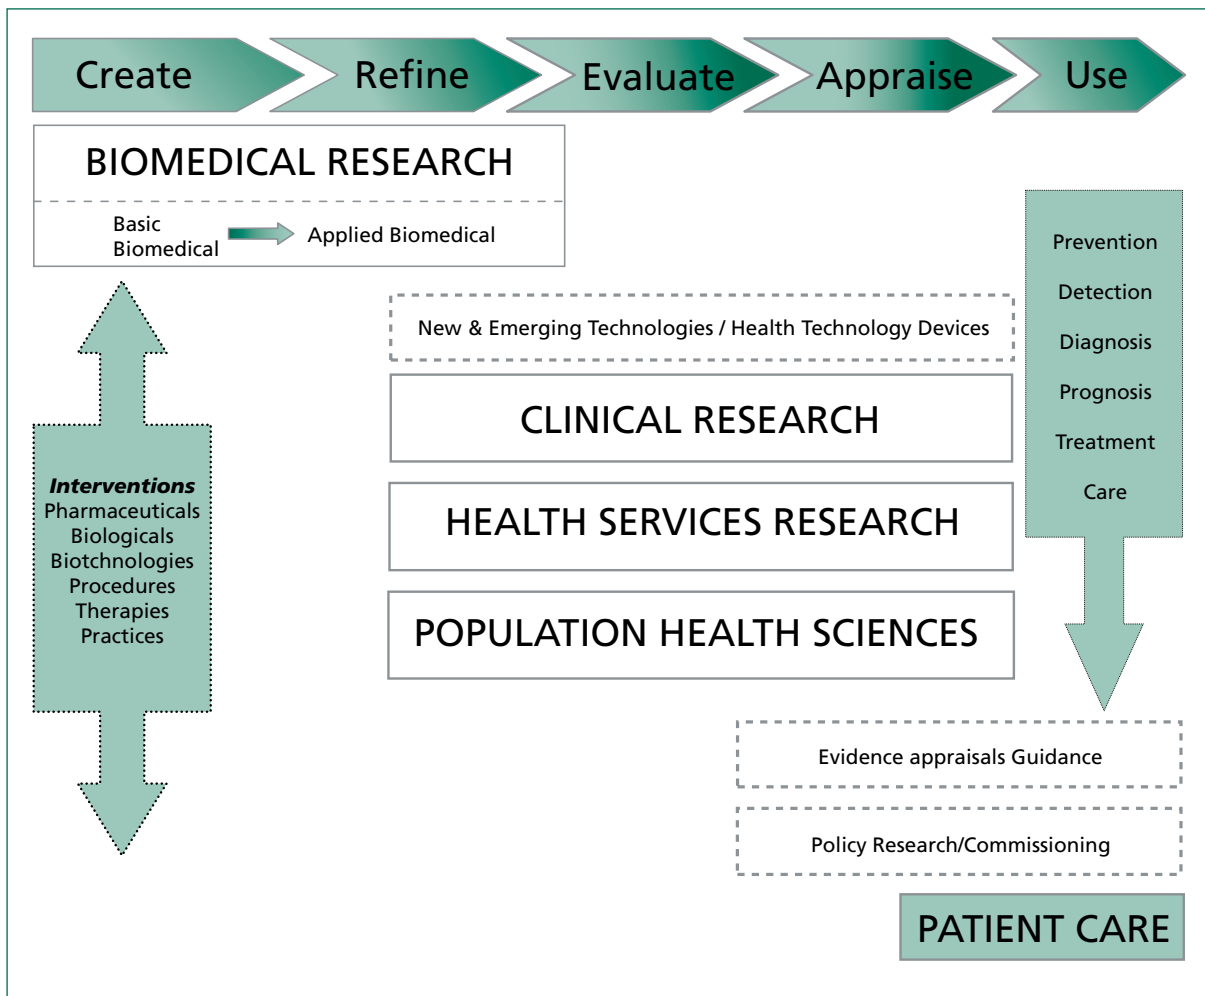 Create
Refine
Evaluate
Appraise
Use
BIOMEDICAL RESEARCH
Basic
Biomedical
Applied Biomedical
New & Emerging Technologies / Health Technology Devices
CLINICAL RESEARCH
HEALTH SERVICES RESEARCH
POPULATION HEALTH SCIENCES
Interventions
Pharmaceuticals
Biologicals
Biotchnologies
Procedures
Therapies
Practices
Prevention
Detection
Diagnosis
Prognosis
Treatment
Care
Evidence appraisals Guidance
Policy Research/Commissioning
PATIENT CARE